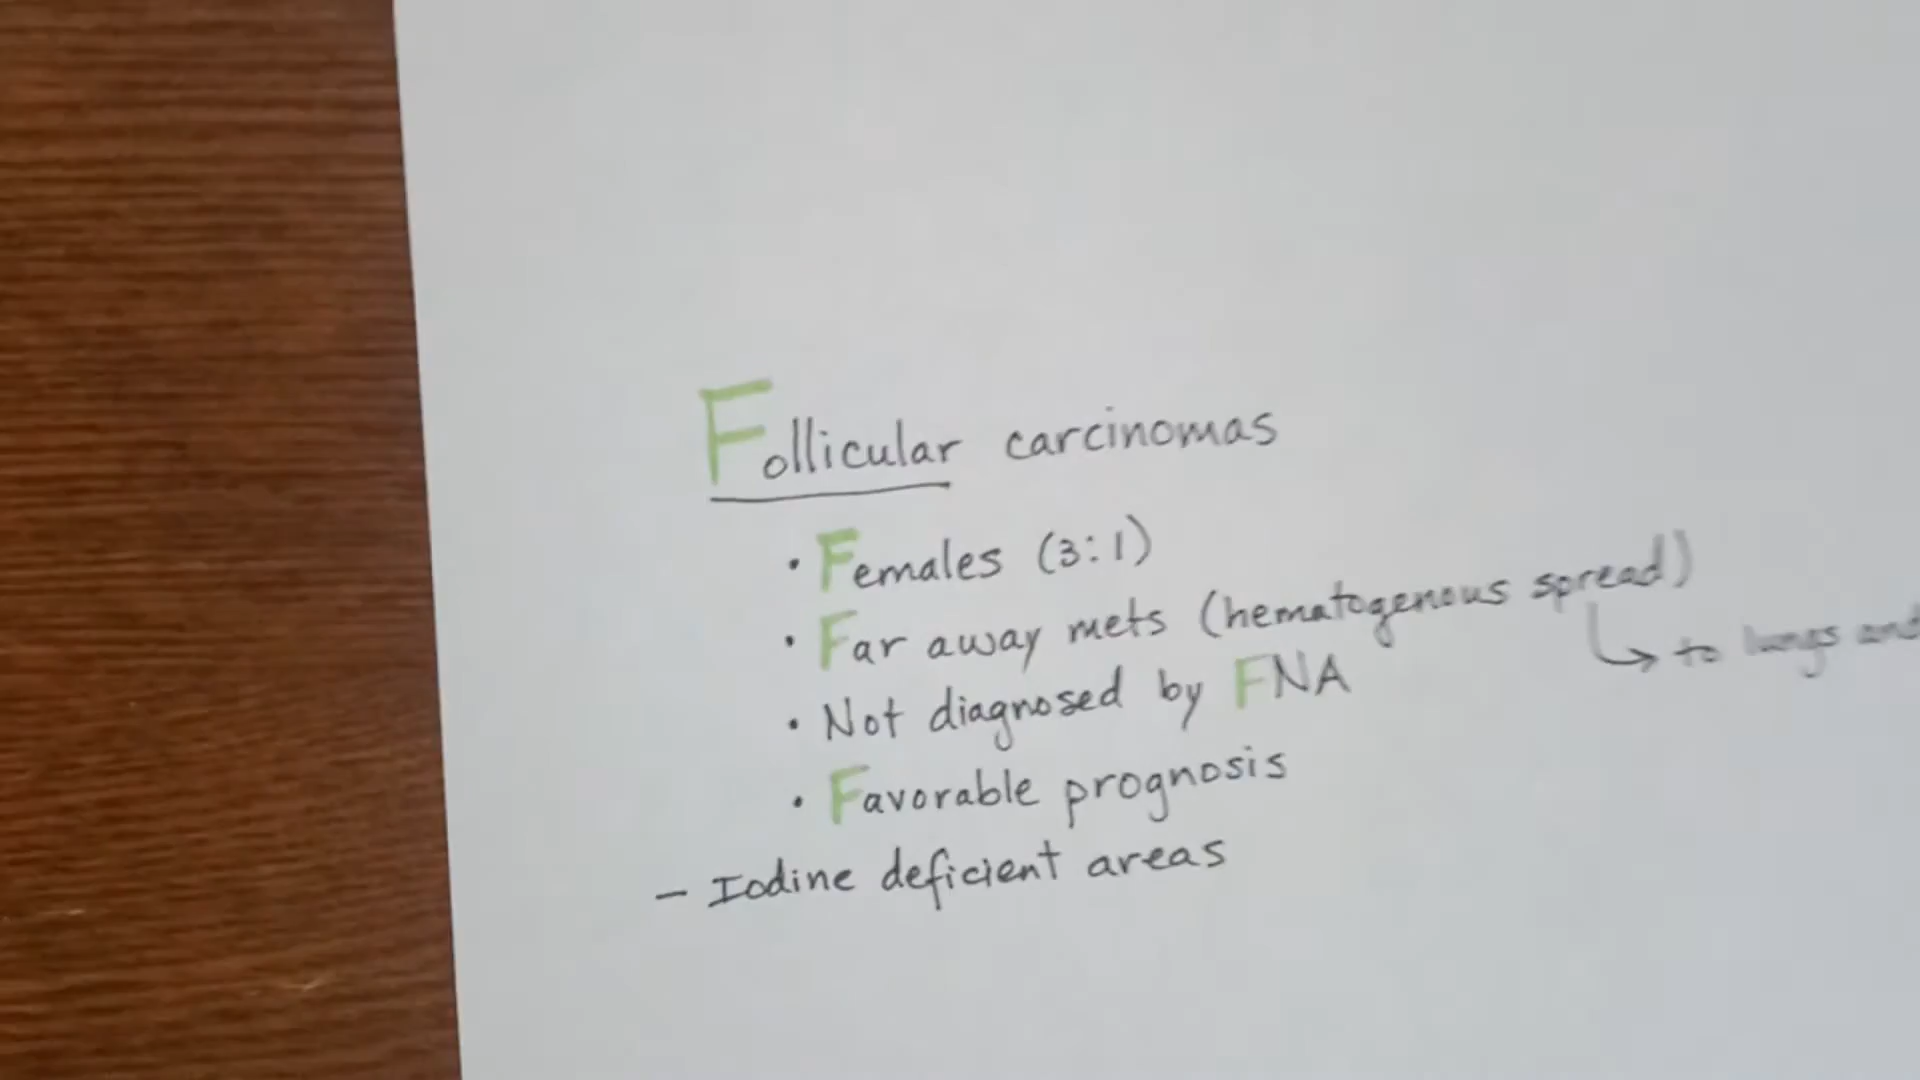 Follicular carcinomas
• Females (3:1)
• Far away mets (hematogenous spread)
↳ to lungs and
• Not diagnosed by FNA
• Favorable prognosis
– Iodine deficient areas